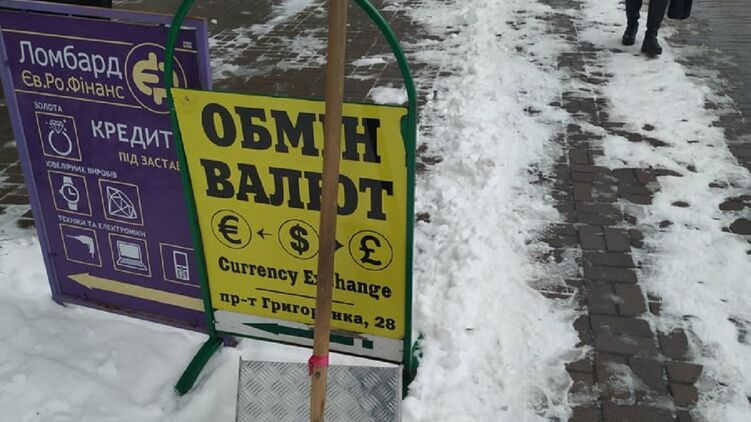 Ломбард
Єв.Ро.Фінанс
ЗОЛОТА
КРЕДИТ
ПІД ЗАСТАВ
ЮВЕЛІРНИХ ВИРОБІВ
ТЕХНІКИ ТА ЕЛЕКТРОНІКИ
ОБМІН
ВАЛЮТ
€ $ £
Currency Exchange
пр-т 28